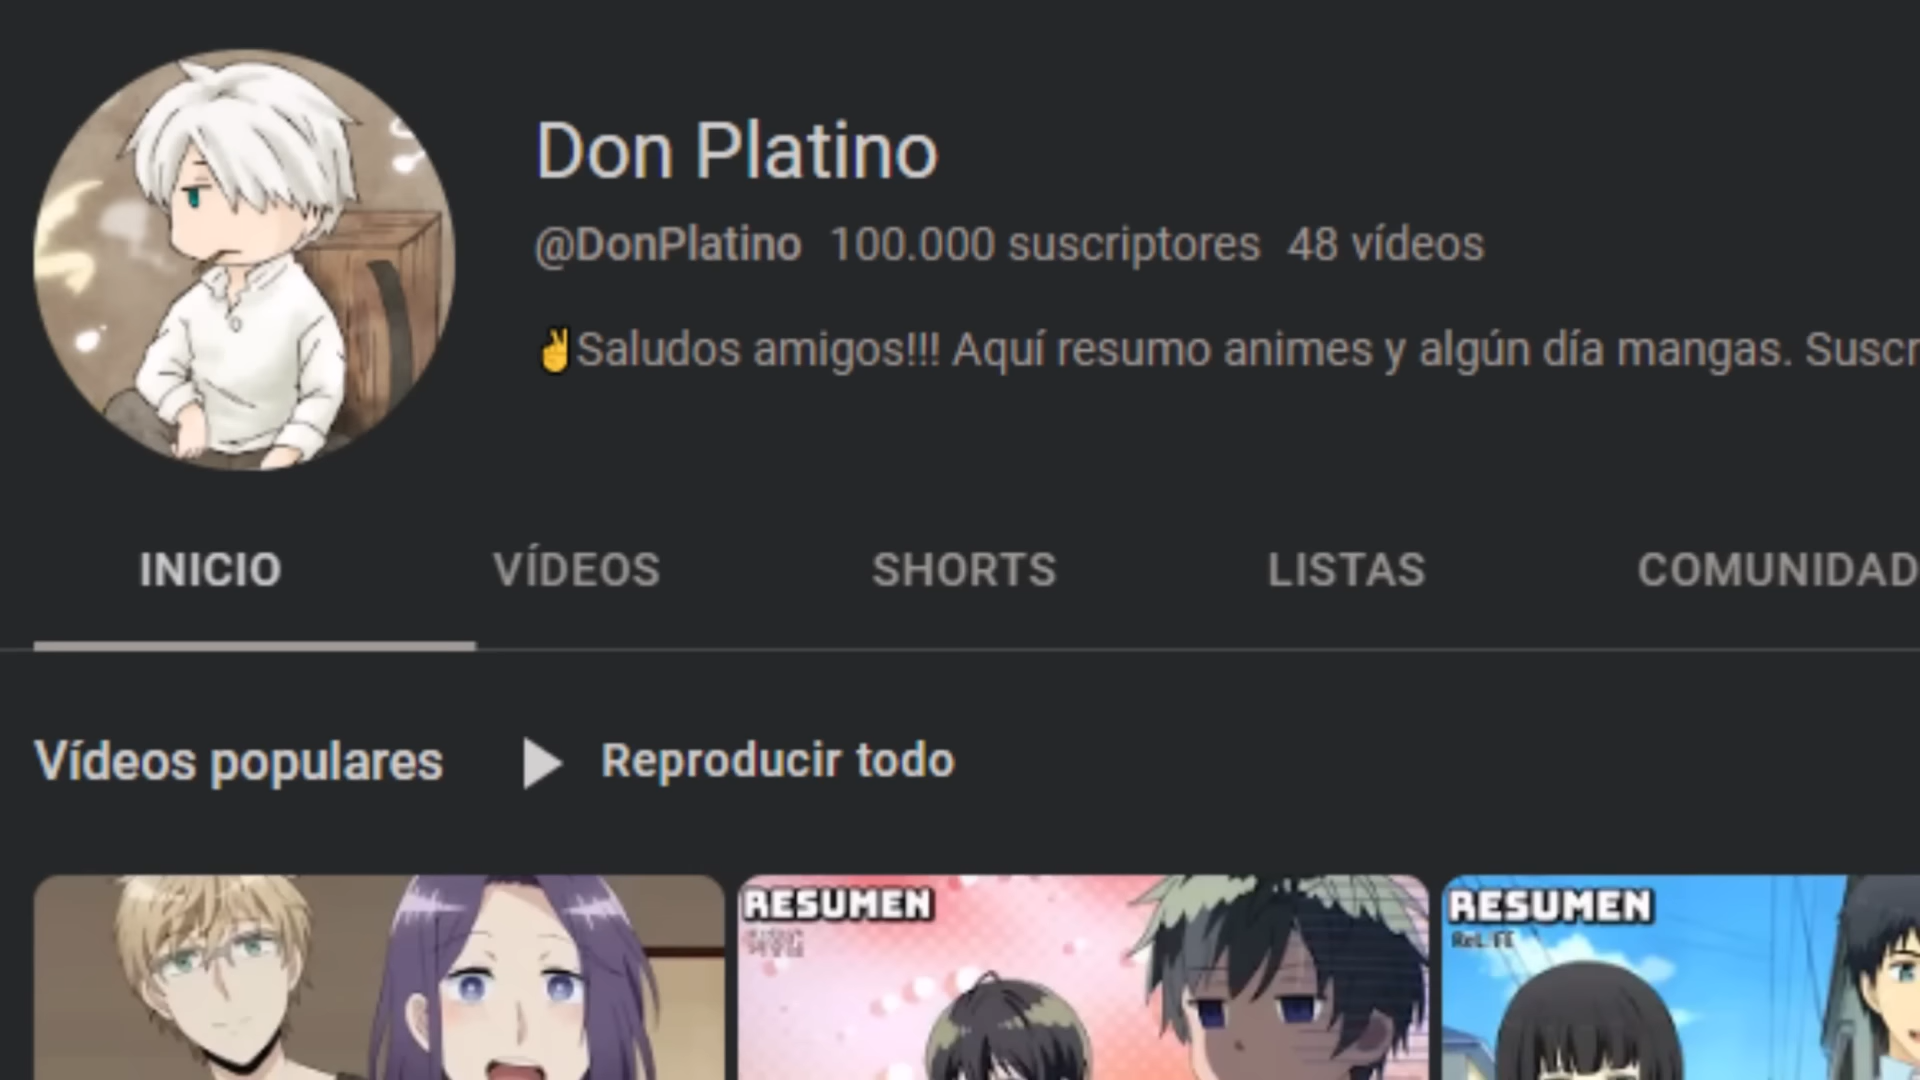 Don Platino
@DonPlatino 100.000 suscriptores 48 vídeos
✌Saludos amigos!!! Aquí resumo animes y algún día mangas. Suscr
INICIO VÍDEOS SHORTS LISTAS COMUNIDAD
Vídeos populares ▶ Reproducir todo
RESUMEN RESUMEN
ReLIFE